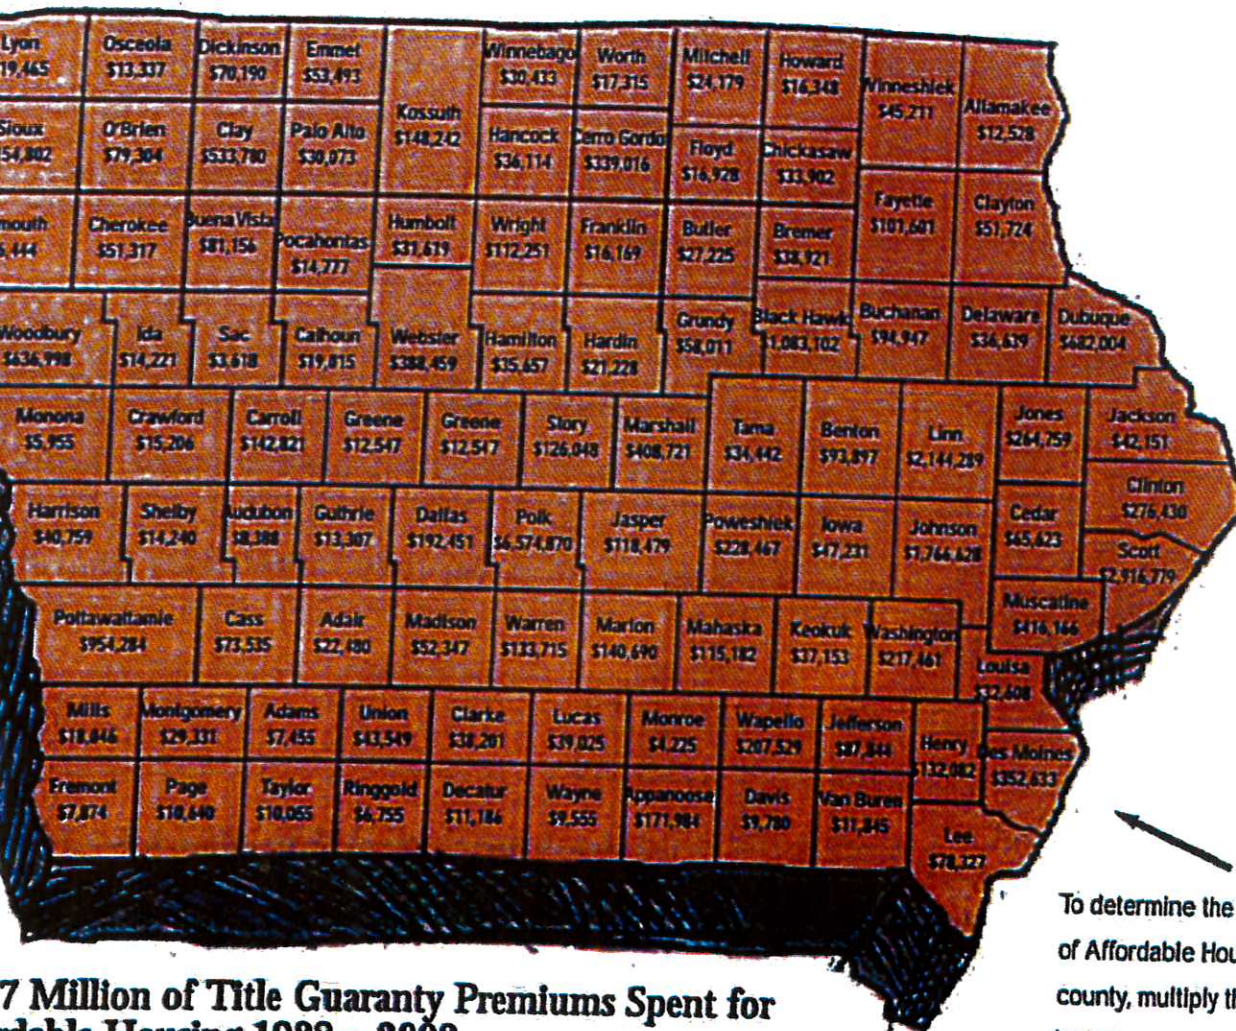 Lyon
19,465
Osceola
$13,337
Dickinson
$70,190
Emmet
$53,493
Kossuth
$148,242
Winnebago
$30,433
Worth
$17,315
Mitchell
$24,179
Howard
$16,348
Winneshiek
$45,211
Allamakee
$12,528
Sioux
54,802
O'Brien
$79,304
Clay
$533,780
Palo Alto
$30,073
Hancock
$36,114
Cerro Gordo
$339,016
Floyd
$16,928
Chickasaw
$33,902
mouth
,444
Cherokee
$51,317
Buena Vista
$81,156
Pocahontas
$14,777
Humbolt
$31,619
Wright
$112,251
Franklin
$16,169
Butler
$27,225
Bremer
$38,921
Fayette
$101,601
Clayton
$51,724
Woodbury
$636,998
Ida
$14,221
Sac
$3,618
Calhoun
$19,815
Webster
$388,459
Hamilton
$35,657
Hardin
$21,228
Grundy
$58,011
Black Hawk
$1,083,102
Buchanan
$94,947
Delaware
$36,639
Dubuque
$682,004
Monona
$5,955
Crawford
$15,206
Carroll
$142,821
Greene
$12,547
Greene
$12,547
Story
$126,048
Marshall
$408,721
Tama
$34,442
Benton
$93,897
Linn
$2,144,289
Jones
$264,759
Jackson
$42,151
Clinton
$276,430
Harrison
$40,759
Shelby
$14,240
Audubon
$8,388
Guthrie
$13,307
Dallas
$192,451
Polk
$6,574,870
Jasper
$118,479
Poweshiek
$228,467
Iowa
$47,231
Johnson
$1,766,628
Cedar
$65,623
Scott
$2,916,779
Muscatine
$416,166
Pottawattamie
$954,284
Cass
$73,535
Adair
$22,480
Madison
$52,347
Warren
$133,715
Marion
$140,690
Mahaska
$115,182
Keokuk
$37,153
Washington
$217,461
Louisa
$32,608
Mills
$18,846
Montgomery
$29,331
Adams
$7,455
Union
$43,549
Clarke
$38,201
Lucas
$39,025
Monroe
$4,225
Wapello
$207,529
Jefferson
$87,844
Henry
$132,082
Des Moines
$352,633
Fremont
$7,874
Page
$10,640
Taylor
$10,055
Ringgold
$6,755
Decatur
$11,186
Wayne
$9,555
Appanoose
$171,984
Davis
$9,780
Van Buren
$11,845
Lee
$78,327
To determine the
of Affordable Hou
county, multiply th
7 Million of Title Guaranty Premiums Spent for